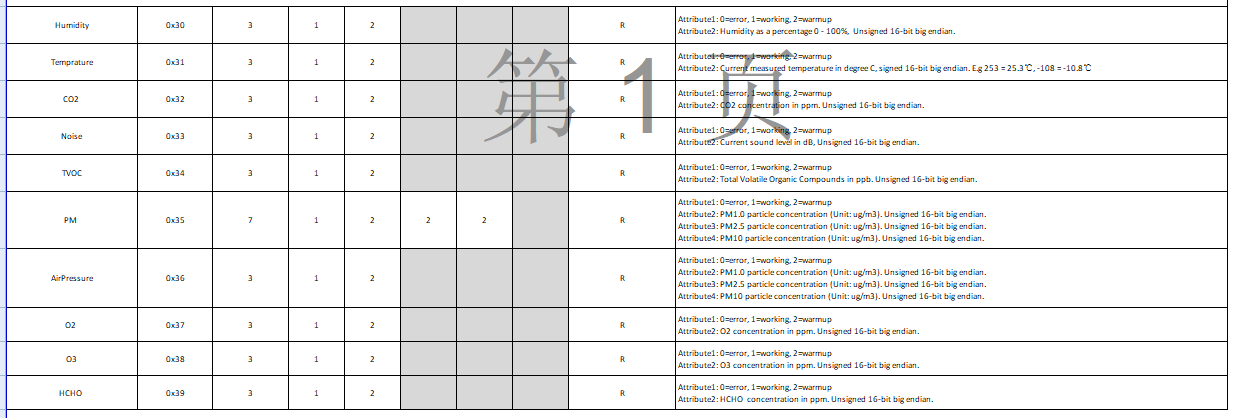 Humidity 0x30 3 1 2 R Attribute1: 0=error, 1=working, 2=warmup
Attribute2: Humidity as a percentage 0 - 100%, Unsigned 16-bit big endian.
Temprature 0x31 3 1 2 R Attribute1: 0=error, 1=working, 2=warmup
Attribute2: Current measured temperature in degree C, signed 16-bit big endian. E.g 253 = 25.3℃, -108 = -10.8℃
CO2 0x32 3 1 2 R Attribute1: 0=error, 1=working, 2=warmup
Attribute2: CO2 concentration in ppm. Unsigned 16-bit big endian.
第 1 页
Noise 0x33 3 1 2 R Attribute1: 0=error, 1=working, 2=warmup
Attribute2: Current sound level in dB, Unsigned 16-bit big endian.
TVOC 0x34 3 1 2 R Attribute1: 0=error, 1=working, 2=warmup
Attribute2: Total Volatile Organic Compounds in ppb. Unsigned 16-bit big endian.
PM 0x35 7 1 2 2 2 R Attribute1: 0=error, 1=working, 2=warmup
Attribute2: PM1.0 particle concentration (Unit: ug/m3). Unsigned 16-bit big endian.
Attribute3: PM2.5 particle concentration (Unit: ug/m3). Unsigned 16-bit big endian.
Attribute4: PM10 particle concentration (Unit: ug/m3). Unsigned 16-bit big endian.
AirPressure 0x36 3 1 2 R Attribute1: 0=error, 1=working, 2=warmup
Attribute2: PM1.0 particle concentration (Unit: ug/m3). Unsigned 16-bit big endian.
Attribute3: PM2.5 particle concentration (Unit: ug/m3). Unsigned 16-bit big endian.
Attribute4: PM10 particle concentration (Unit: ug/m3). Unsigned 16-bit big endian.
O2 0x37 3 1 2 R Attribute1: 0=error, 1=working, 2=warmup
Attribute2: O2 concentration in ppm. Unsigned 16-bit big endian.
O3 0x38 3 1 2 R Attribute1: 0=error, 1=working, 2=warmup
Attribute2: O3 concentration in ppm. Unsigned 16-bit big endian.
HCHO 0x39 3 1 2 R Attribute1: 0=error, 1=working, 2=warmup
Attribute2: HCHO concentration in ppm. Unsigned 16-bit big endian.